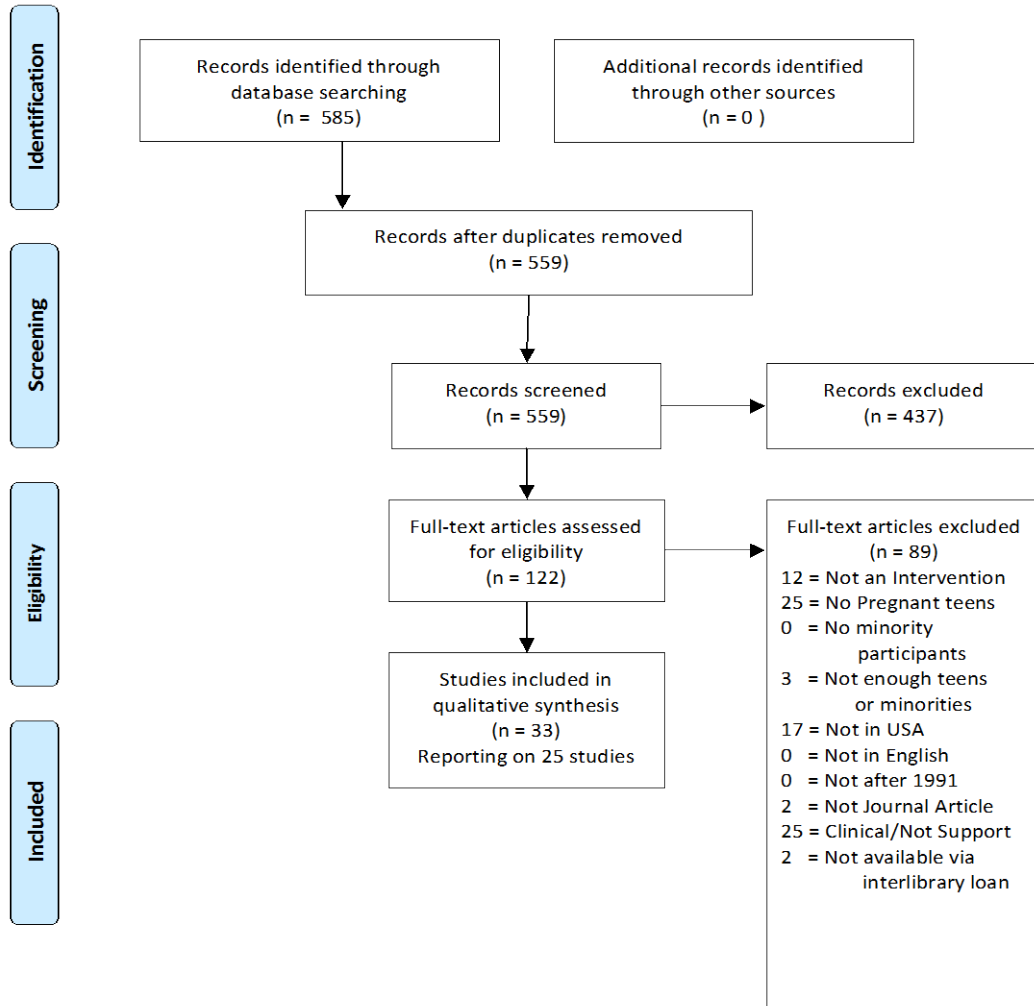 Identification
Records identified through
database searching
(n =  585)
Additional records identified
through other sources
(n = 0 )
Records after duplicates removed
(n = 559)
Screening
Records screened
(n = 559)
Records excluded
(n = 437)
Eligibility
Full-text articles assessed
for eligibility
(n = 122)
Full-text articles excluded
(n = 89)
12 = Not an Intervention
25 = No Pregnant teens
0  = No minority
participants
3  = Not enough teens
or minorities
17 = Not in USA
0  = Not in English
0  = Not after 1991
2  = Not Journal Article
25 = Clinical/Not Support
2  = Not available via
interlibrary loan
Included
Studies included in
qualitative synthesis
(n = 33)
Reporting on 25 studies